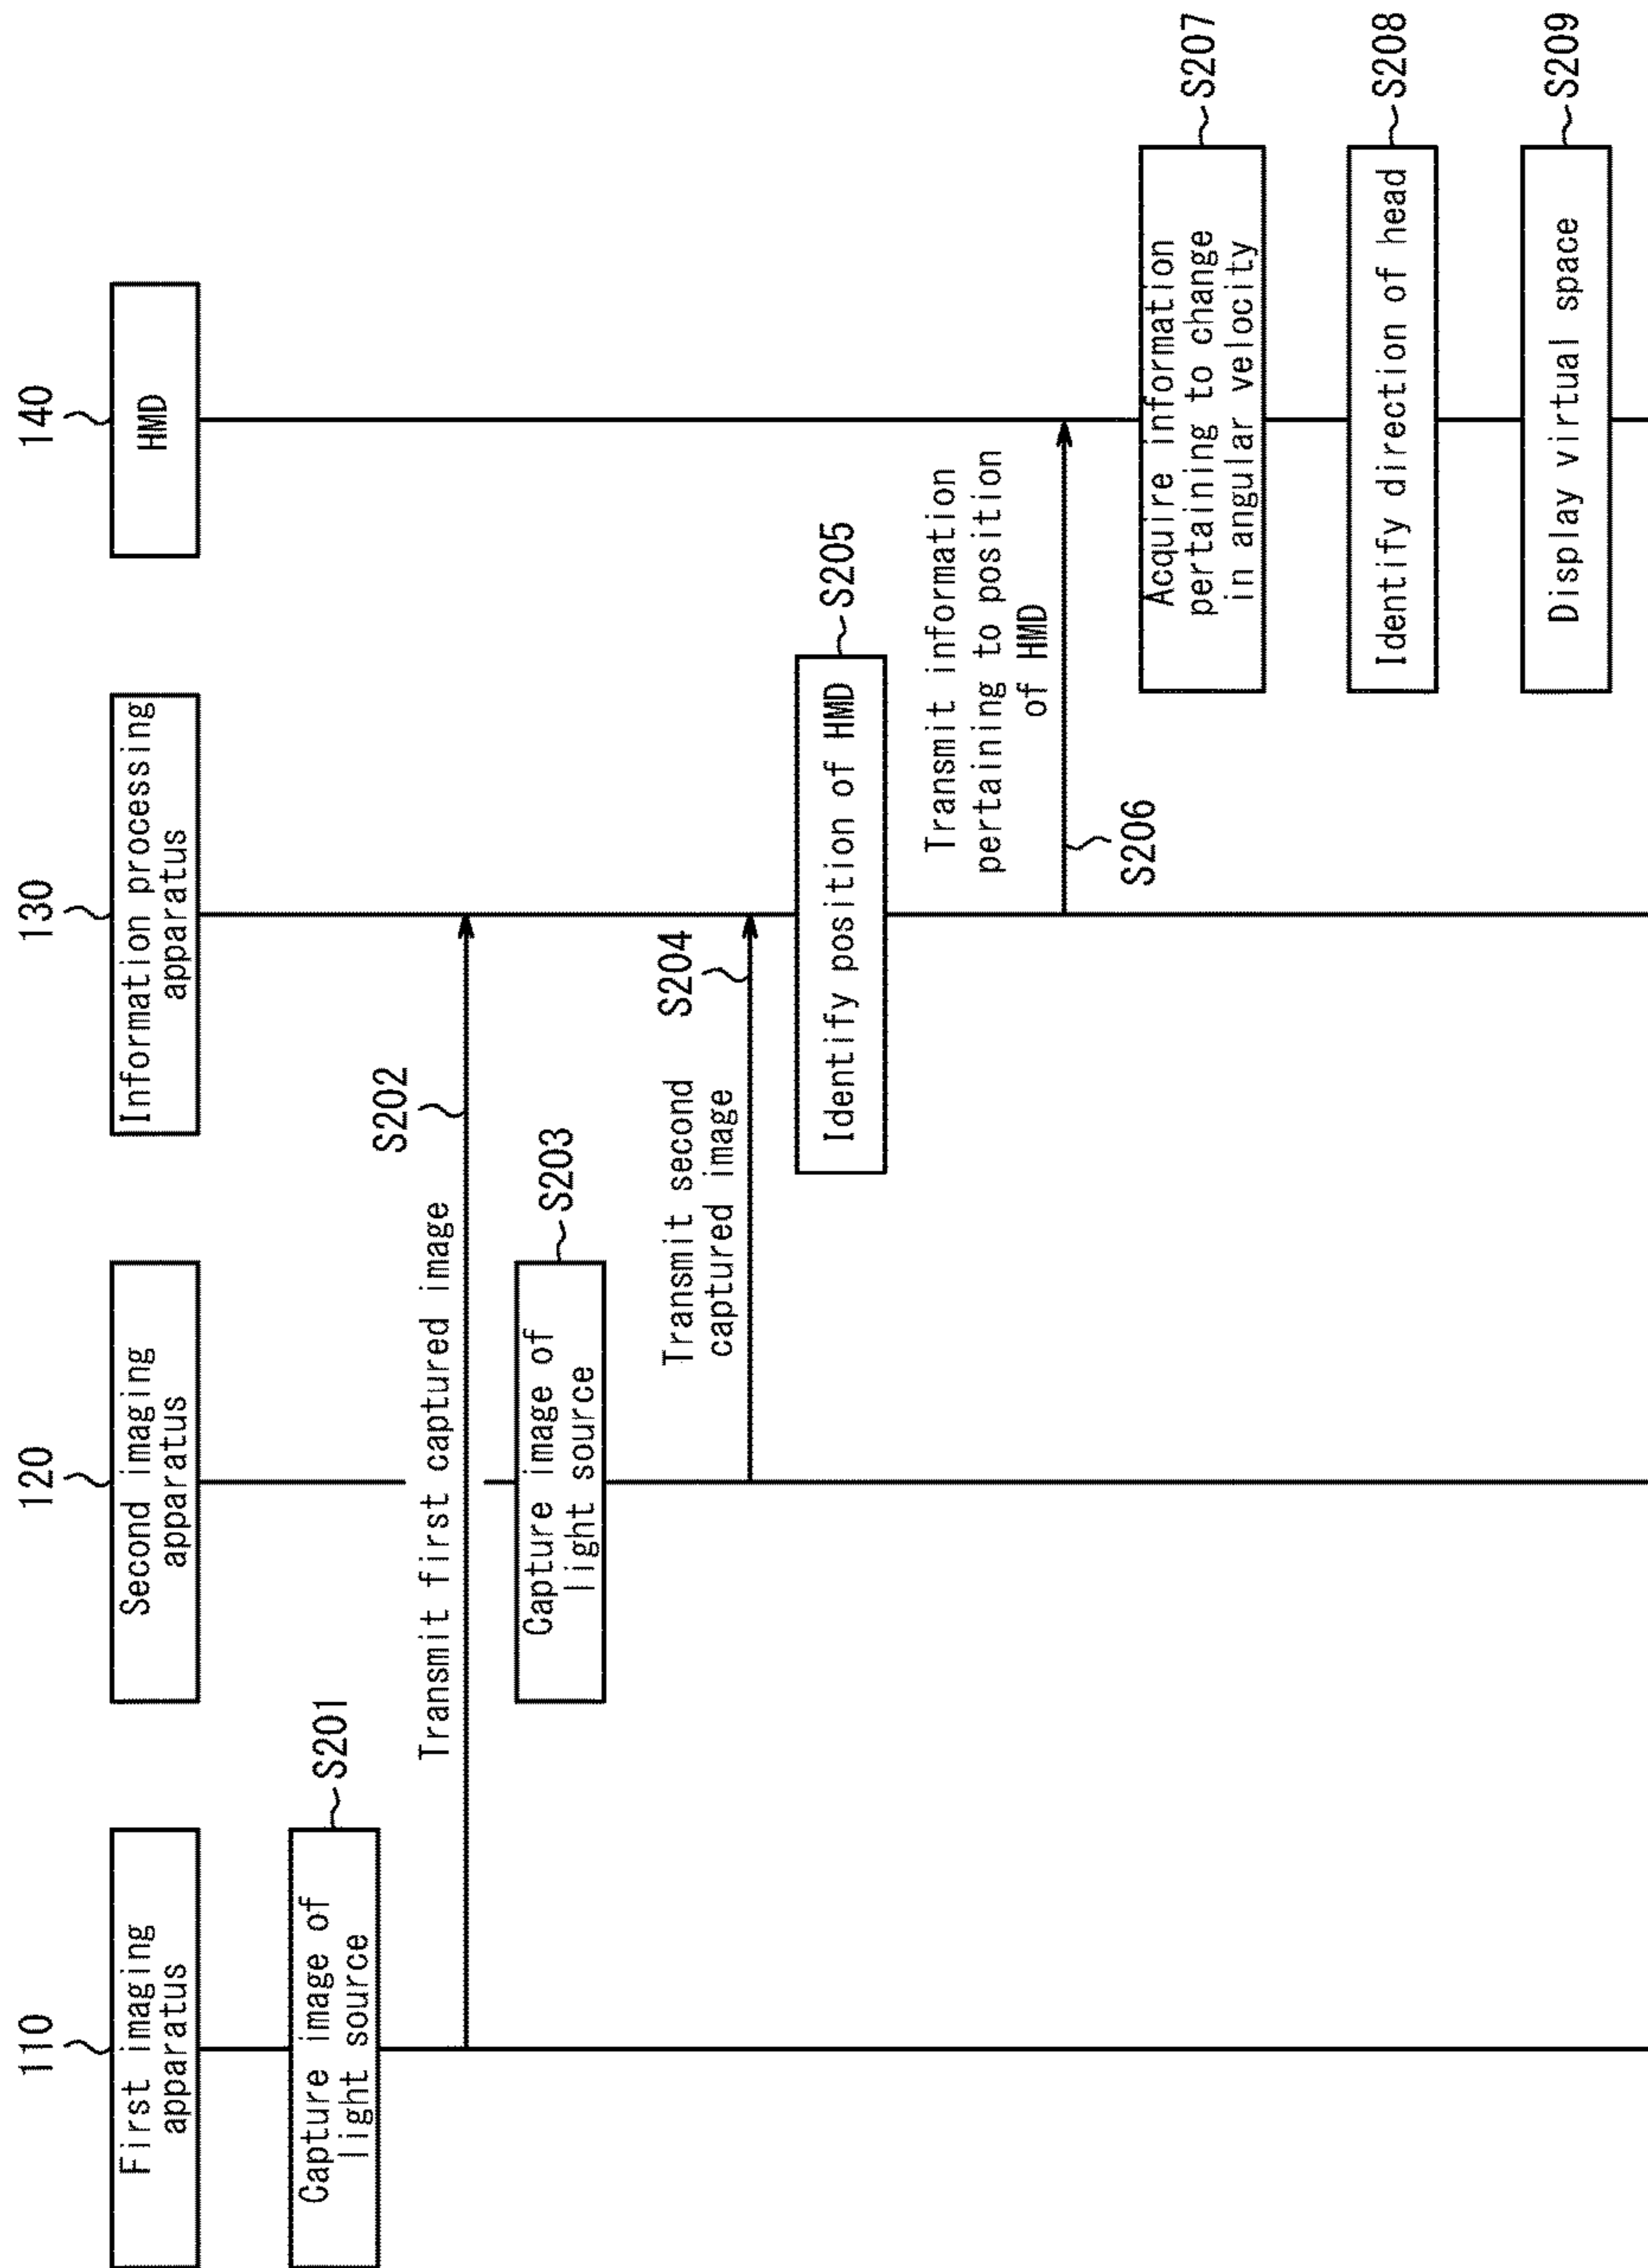 110
120
130
140
First imaging
apparatus
Second imaging
apparatus
Information processing
apparatus
HMD
Capture image of
light source
S201
Transmit first captured image
S202
Capture image of
light source
S203
Transmit second
captured image
S204
Identify position of HMD
S205
Transmit information
pertaining to position
of HMD
S206
Acquire information
pertaining to change
in angular velocity
S207
Identify direction of head
S208
Display virtual space
S209